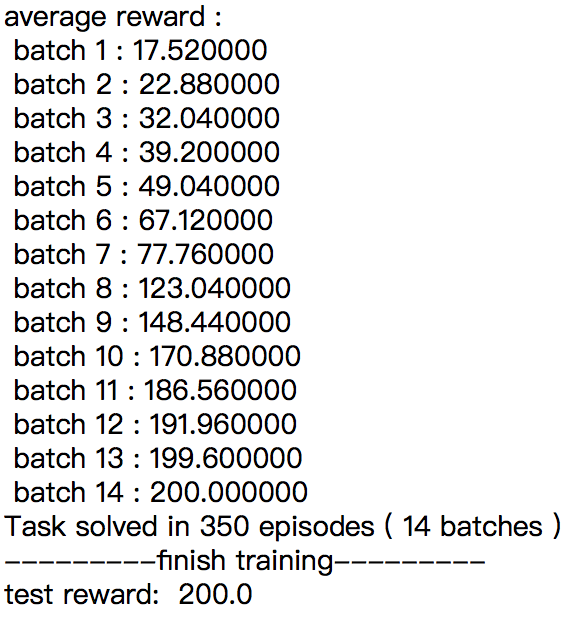 average reward :
batch 1 : 17.520000
batch 2 : 22.880000
batch 3 : 32.040000
batch 4 : 39.200000
batch 5 : 49.040000
batch 6 : 67.120000
batch 7 : 77.760000
batch 8 : 123.040000
batch 9 : 148.440000
batch 10 : 170.880000
batch 11 : 186.560000
batch 12 : 191.960000
batch 13 : 199.600000
batch 14 : 200.000000
Task solved in 350 episodes ( 14 batches )
---------finish training---------
test reward:  200.0